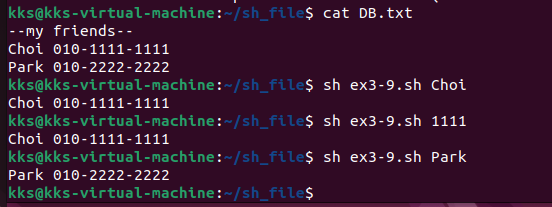 kks@kks-virtual-machine:~/sh_file$ cat DB.txt
--my friends--
Choi 010-1111-1111
Park 010-2222-2222
kks@kks-virtual-machine:~/sh_file$ sh ex3-9.sh Choi
Choi 010-1111-1111
kks@kks-virtual-machine:~/sh_file$ sh ex3-9.sh 1111
Choi 010-1111-1111
kks@kks-virtual-machine:~/sh_file$ sh ex3-9.sh Park
Park 010-2222-2222
kks@kks-virtual-machine:~/sh_file$